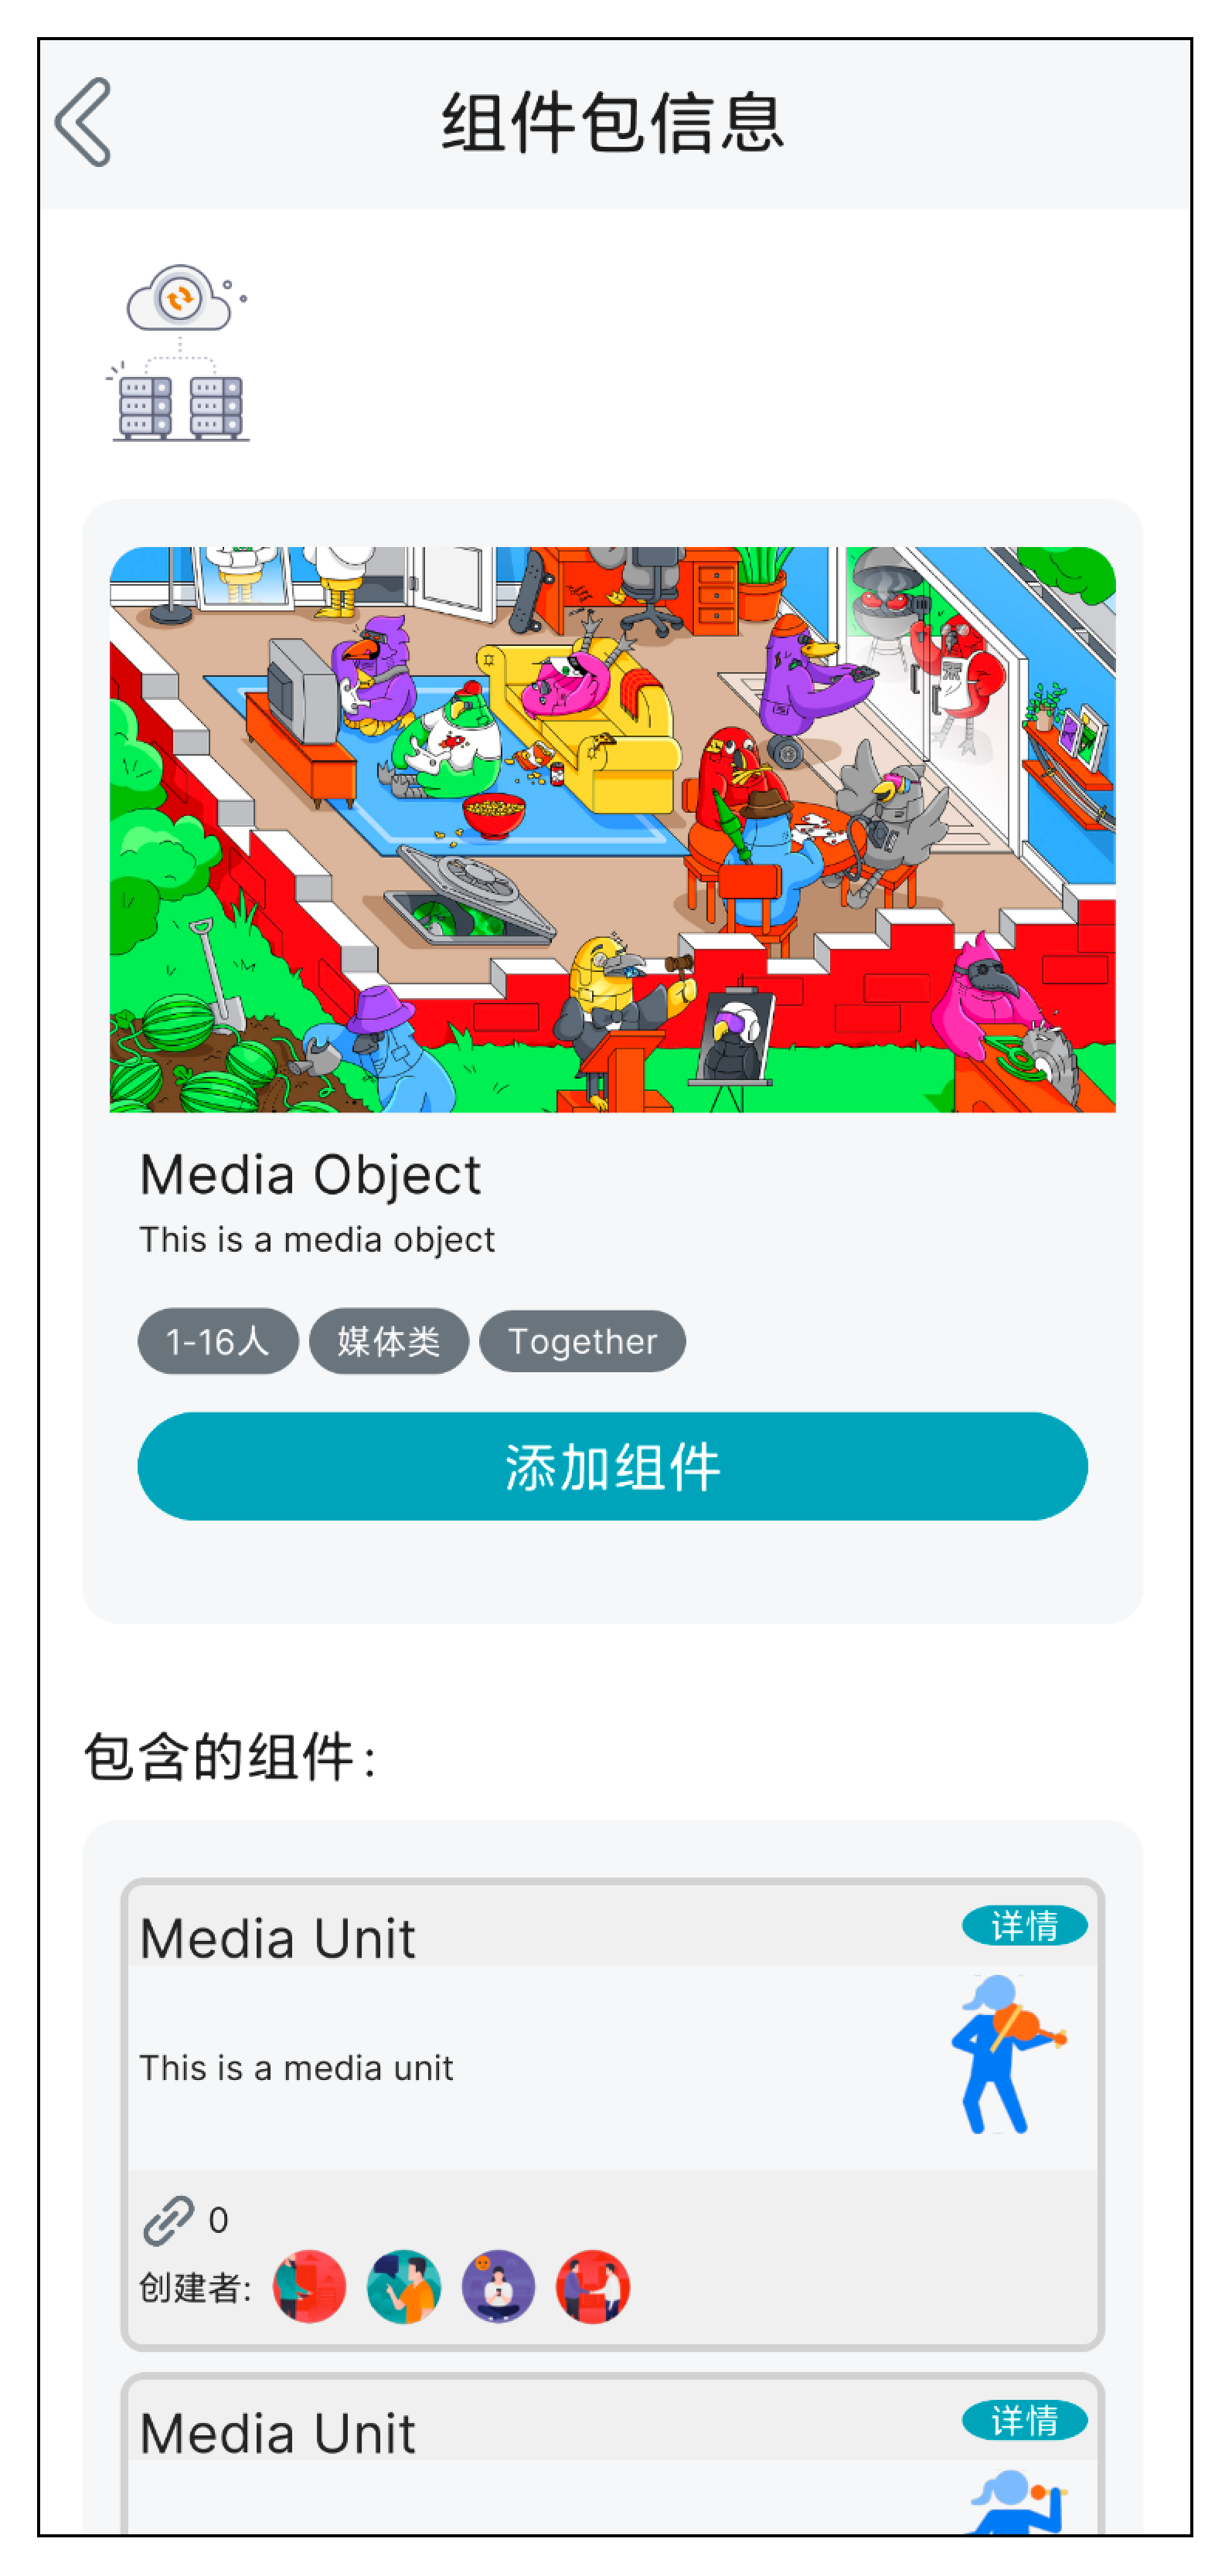 组件包信息
Media Object
This is a media object
1-16人 媒体类 Together
添加组件
包含的组件:
Media Unit 详情
This is a media unit
0
创建者:
Media Unit 详情